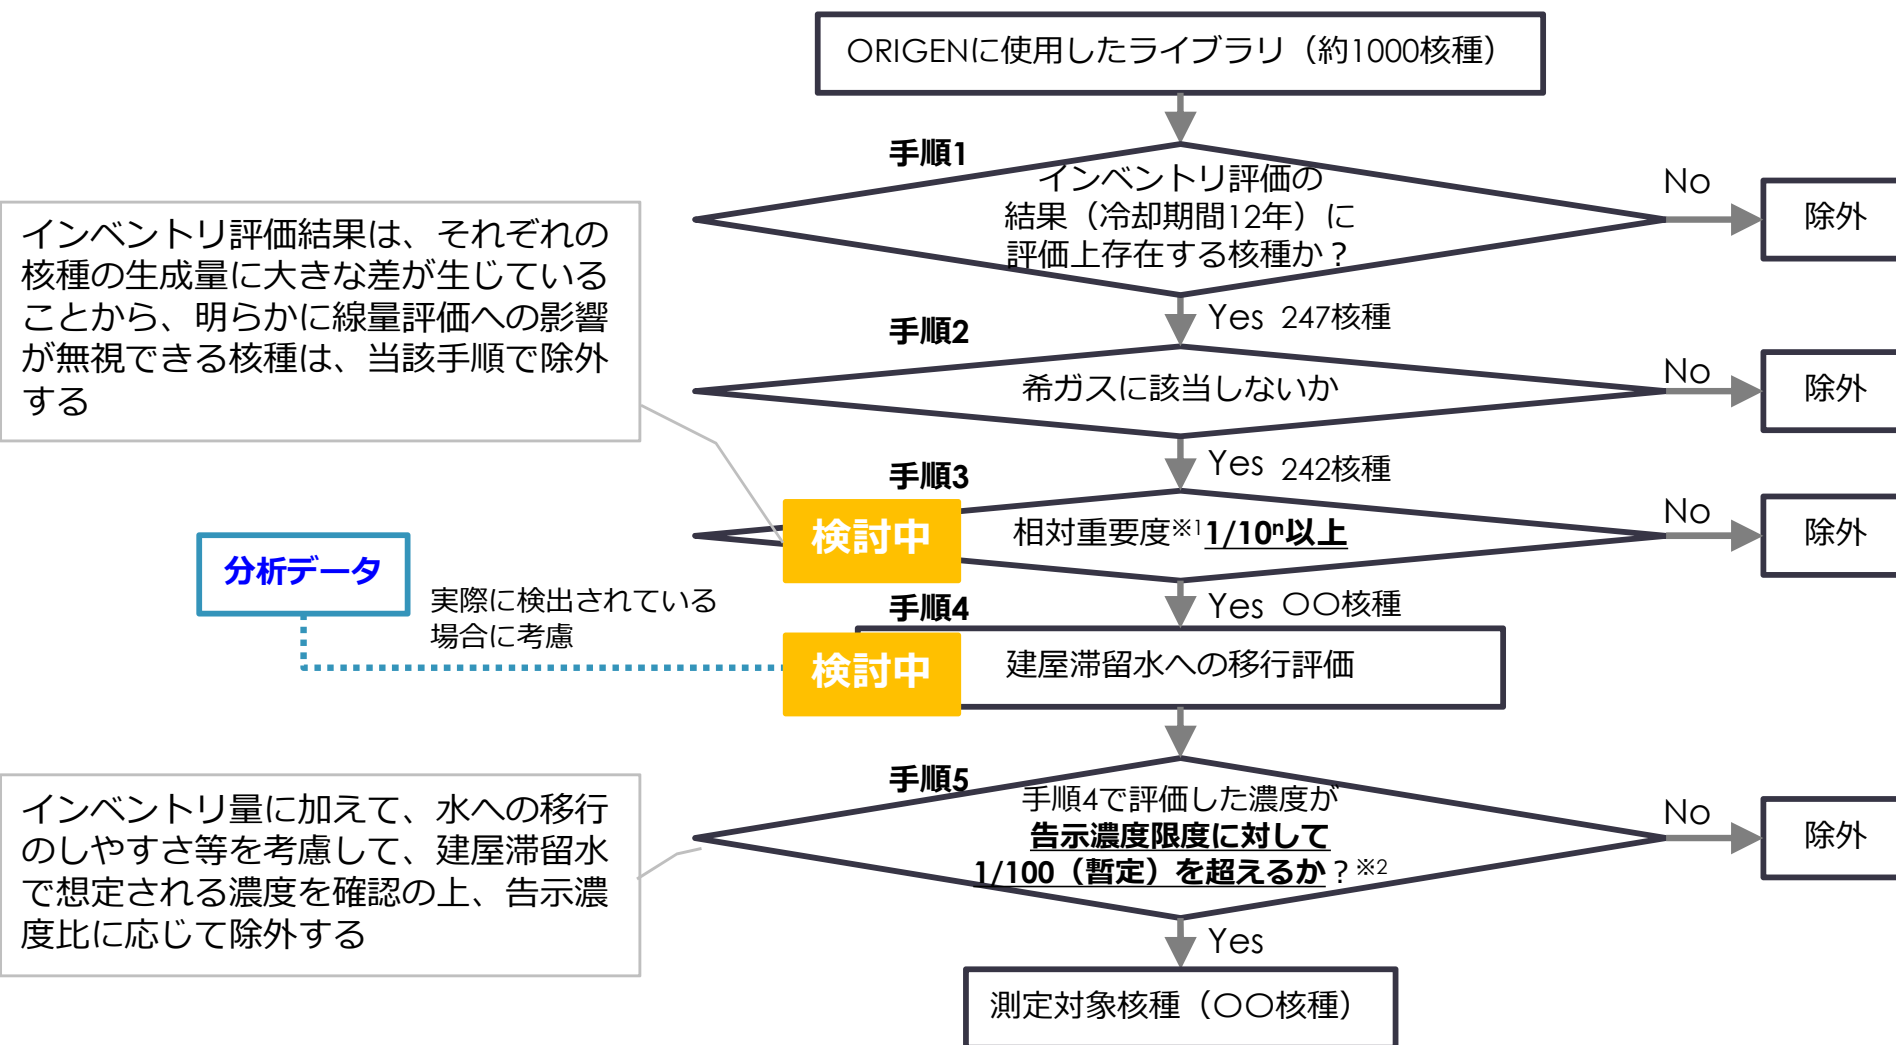 ORIGENに使用したライブラリ（約1000核種）
手順1
インベントリ評価の
結果（冷却期間12年）に
評価上存在する核種か？
No
除外
Yes 247核種
インベントリ評価結果は、それぞれの
核種の生成量に大きな差が生じている
ことから、明らかに線量評価への影響
が無視できる核種は、当該手順で除外
する
手順2
希ガスに該当しないか
No
除外
Yes 242核種
手順3
検討中
相対重要度※1 1/10ⁿ以上
No
除外
Yes 〇〇核種
分析データ
実際に検出されている
場合に考慮
手順4
検討中
建屋滞留水への移行評価
手順5
手順4で評価した濃度が
告示濃度限度に対して
1/100（暫定）を超えるか？※2
No
除外
インベントリ量に加えて、水への移行
のしやすさ等を考慮して、建屋滞留水
で想定される濃度を確認の上、告示濃
度比に応じて除外する
Yes
測定対象核種（〇〇核種）